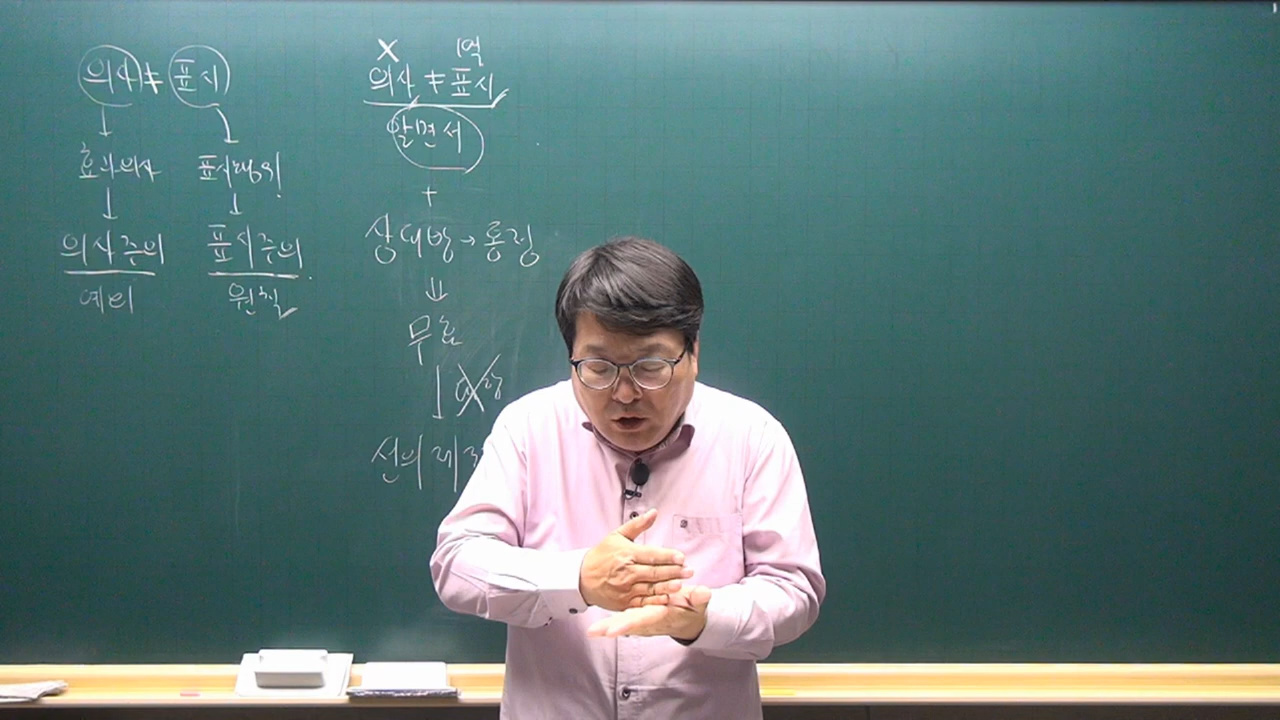 의사 ≠ 표시
↓ ↓
효과의사 표시행위
↓ ↓
의사주의 표시주의
예외 원칙
X 1억
의사 ≠ 표시
알면서
+
상대방 → 통정
⇓
무효
↓
선의 제3